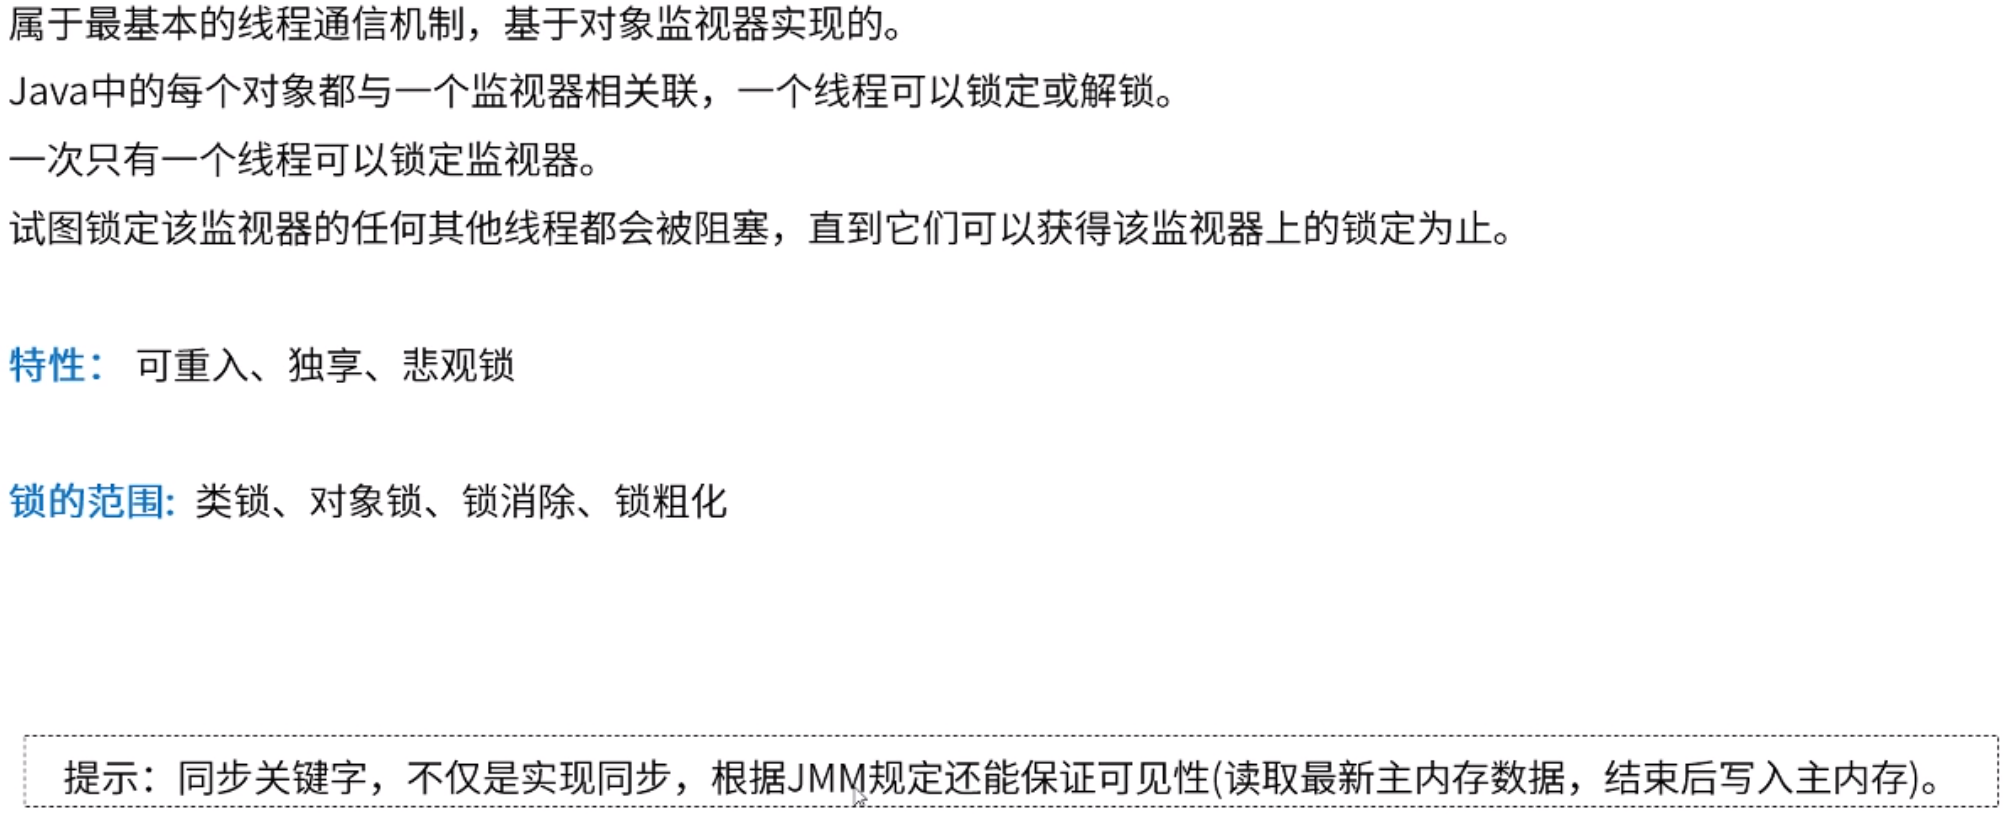 属于最基本的线程通信机制，基于对象监视器实现的。
Java中的每个对象都与一个监视器相关联，一个线程可以锁定或解锁。
一次只有一个线程可以锁定监视器。
试图锁定该监视器的任何其他线程都会被阻塞，直到它们可以获得该监视器上的锁定为止。
特性： 可重入、独享、悲观锁
锁的范围: 类锁、对象锁、锁消除、锁粗化
提示：同步关键字，不仅是实现同步，根据JMM规定还能保证可见性(读取最新主内存数据，结束后写入主内存)。